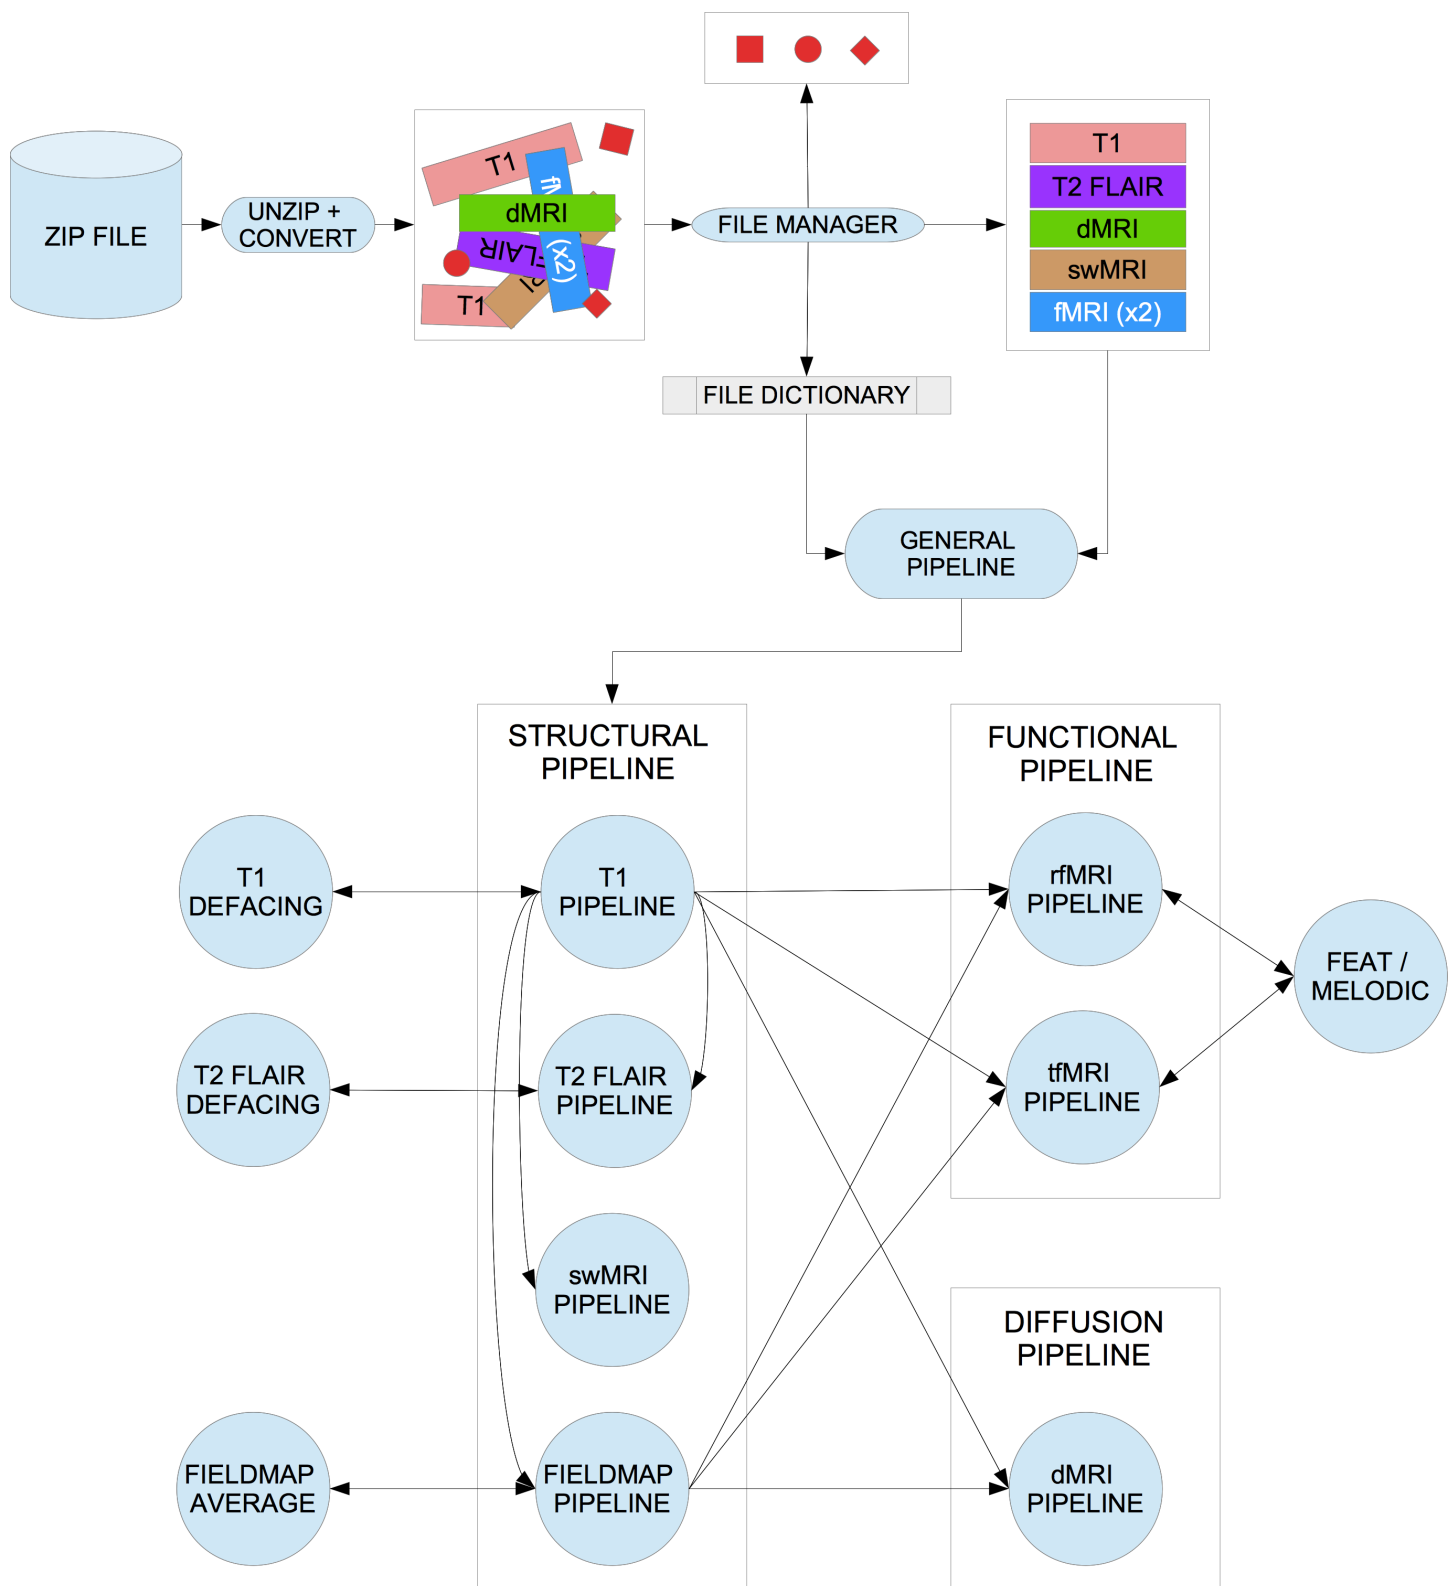 ZIP FILE
UNZIP +
CONVERT
T1
dMRI
FLAIR
(x2)
T1
FILE MANAGER
T1
T2 FLAIR
dMRI
swMRI
fMRI (x2)
FILE DICTIONARY
GENERAL
PIPELINE
STRUCTURAL
PIPELINE
FUNCTIONAL
PIPELINE
T1
DEFACING
T1
PIPELINE
rfMRI
PIPELINE
FEAT /
MELODIC
T2 FLAIR
DEFACING
T2 FLAIR
PIPELINE
tfMRI
PIPELINE
swMRI
PIPELINE
DIFFUSION
PIPELINE
FIELDMAP
AVERAGE
FIELDMAP
PIPELINE
dMRI
PIPELINE